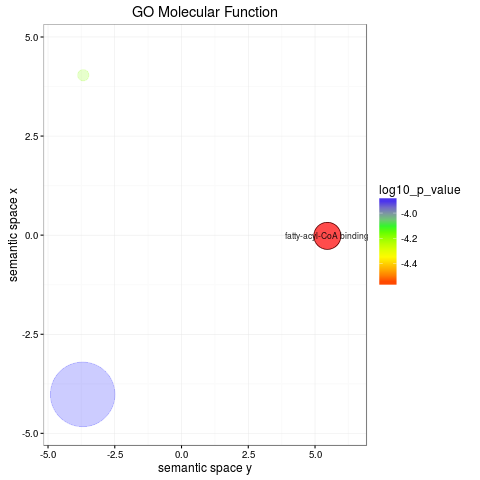 GO Molecular Function
5.0
2.5
0.0
-2.5
-5.0
semantic space x
fatty-acyl-CoA binding
-5.0 -2.5 0.0 2.5 5.0
semantic space y
log10_p_value
-4.0
-4.2
-4.4